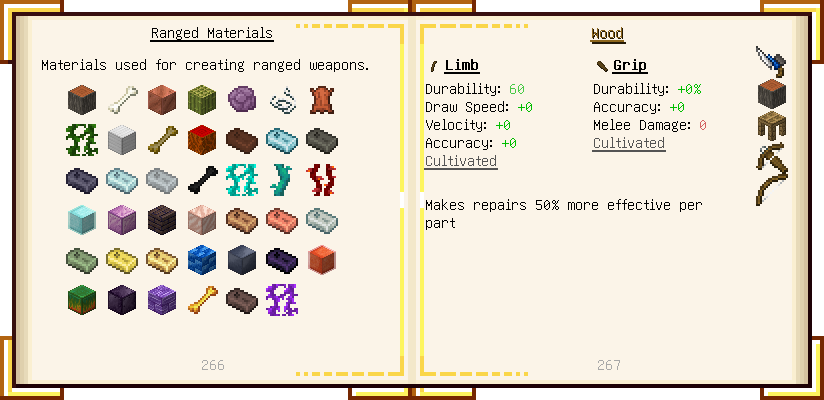 Ranged Materials
Materials used for creating ranged weapons.
266
Wood
Limb
Durability: 60
Draw Speed: +0
Velocity: +0
Accuracy: +0
Cultivated
Grip
Durability: +0%
Accuracy: +0
Melee Damage: 0
Cultivated
Makes repairs 50% more effective per
part
267